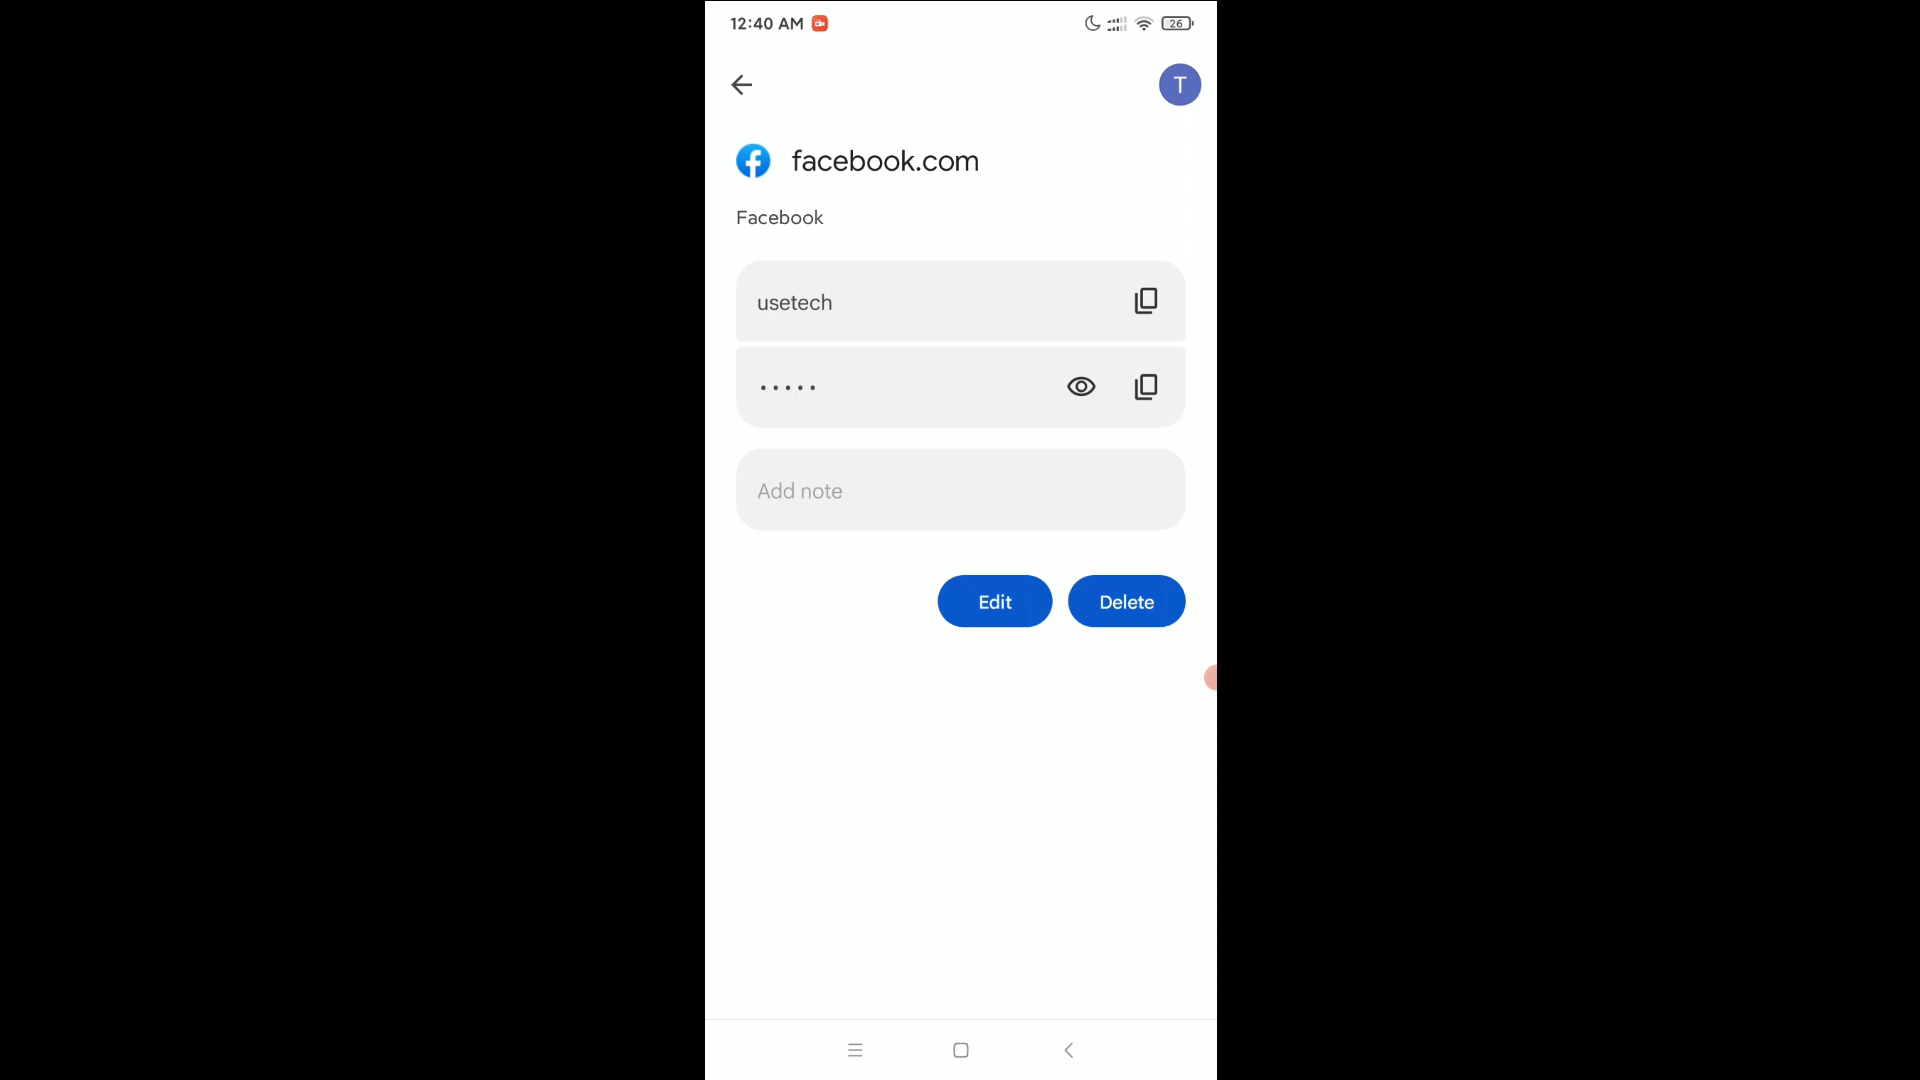 12:40 AM
26
T
facebook.com
Facebook
usetech
•••••
Add note
Edit
Delete